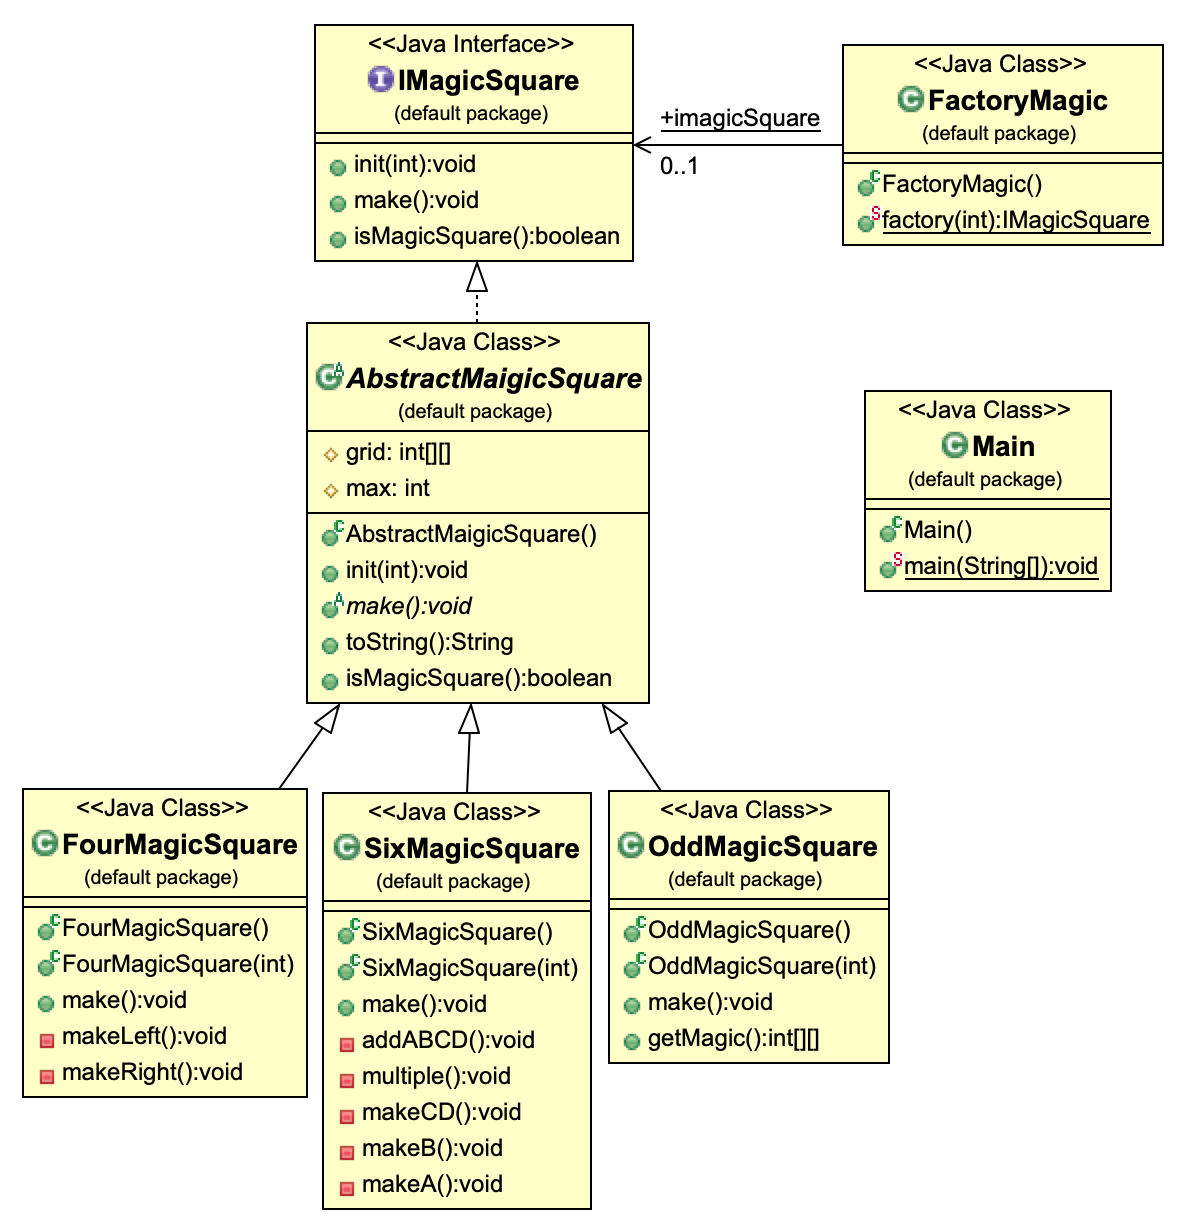 <<Java Interface>>
IMagicSquare
(default package)
init(int):void
make():void
isMagicSquare():boolean
+imagicSquare
0..1
<<Java Class>>
FactoryMagic
(default package)
FactoryMagic()
factory(int):IMagicSquare
<<Java Class>>
AbstractMaigicSquare
(default package)
grid: int[][]
max: int
AbstractMaigicSquare()
init(int):void
make():void
toString():String
isMagicSquare():boolean
<<Java Class>>
Main
(default package)
Main()
main(String[]):void
<<Java Class>>
FourMagicSquare
(default package)
FourMagicSquare()
FourMagicSquare(int)
make():void
makeLeft():void
makeRight():void
<<Java Class>>
SixMagicSquare
(default package)
SixMagicSquare()
SixMagicSquare(int)
make():void
addABCD():void
multiple():void
makeCD():void
makeB():void
makeA():void
<<Java Class>>
OddMagicSquare
(default package)
OddMagicSquare()
OddMagicSquare(int)
make():void
getMagic():int[][]